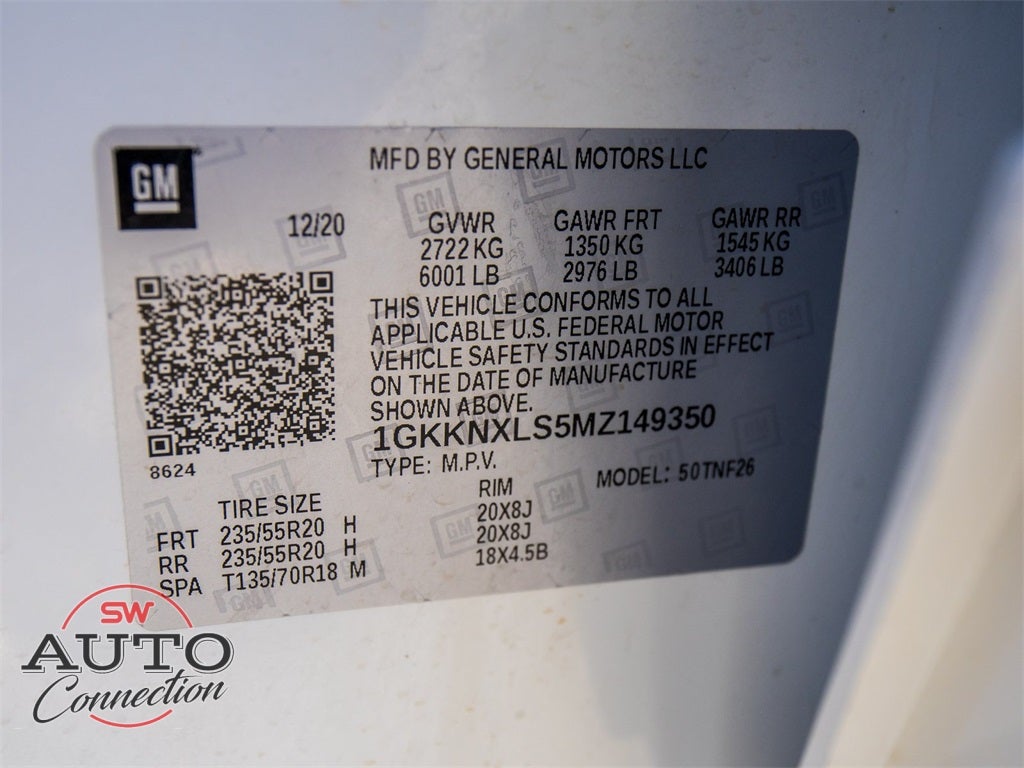 GM
MFD BY GENERAL MOTORS LLC
12/20 GVWR GAWR FRT GAWR RR
2722 KG 1350 KG 1545 KG
6001 LB 2976 LB 3406 LB
THIS VEHICLE CONFORMS TO ALL
APPLICABLE U.S. FEDERAL MOTOR
VEHICLE SAFETY STANDARDS IN EFFECT
ON THE DATE OF MANUFACTURE
SHOWN ABOVE.
1GKKNXLS5MZ149350
8624
TYPE: M.P.V. MODEL: 50TNF26
TIRE SIZE RIM
FRT 235/55R20 H 20X8J
RR 235/55R20 H 20X8J
SPA T135/70R18 M 18X4.5B
SW
AUTO
Connection